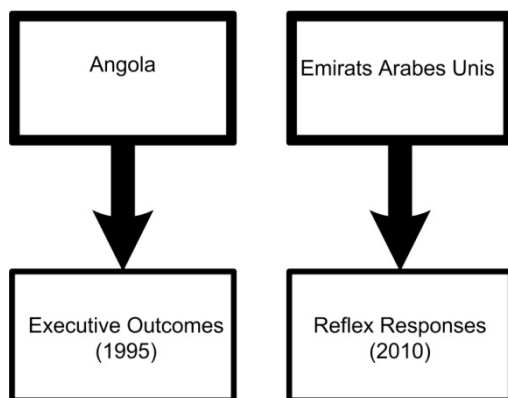 Angola
Emirats Arabes Unis
Executive Outcomes
(1995)
Reflex Responses
(2010)